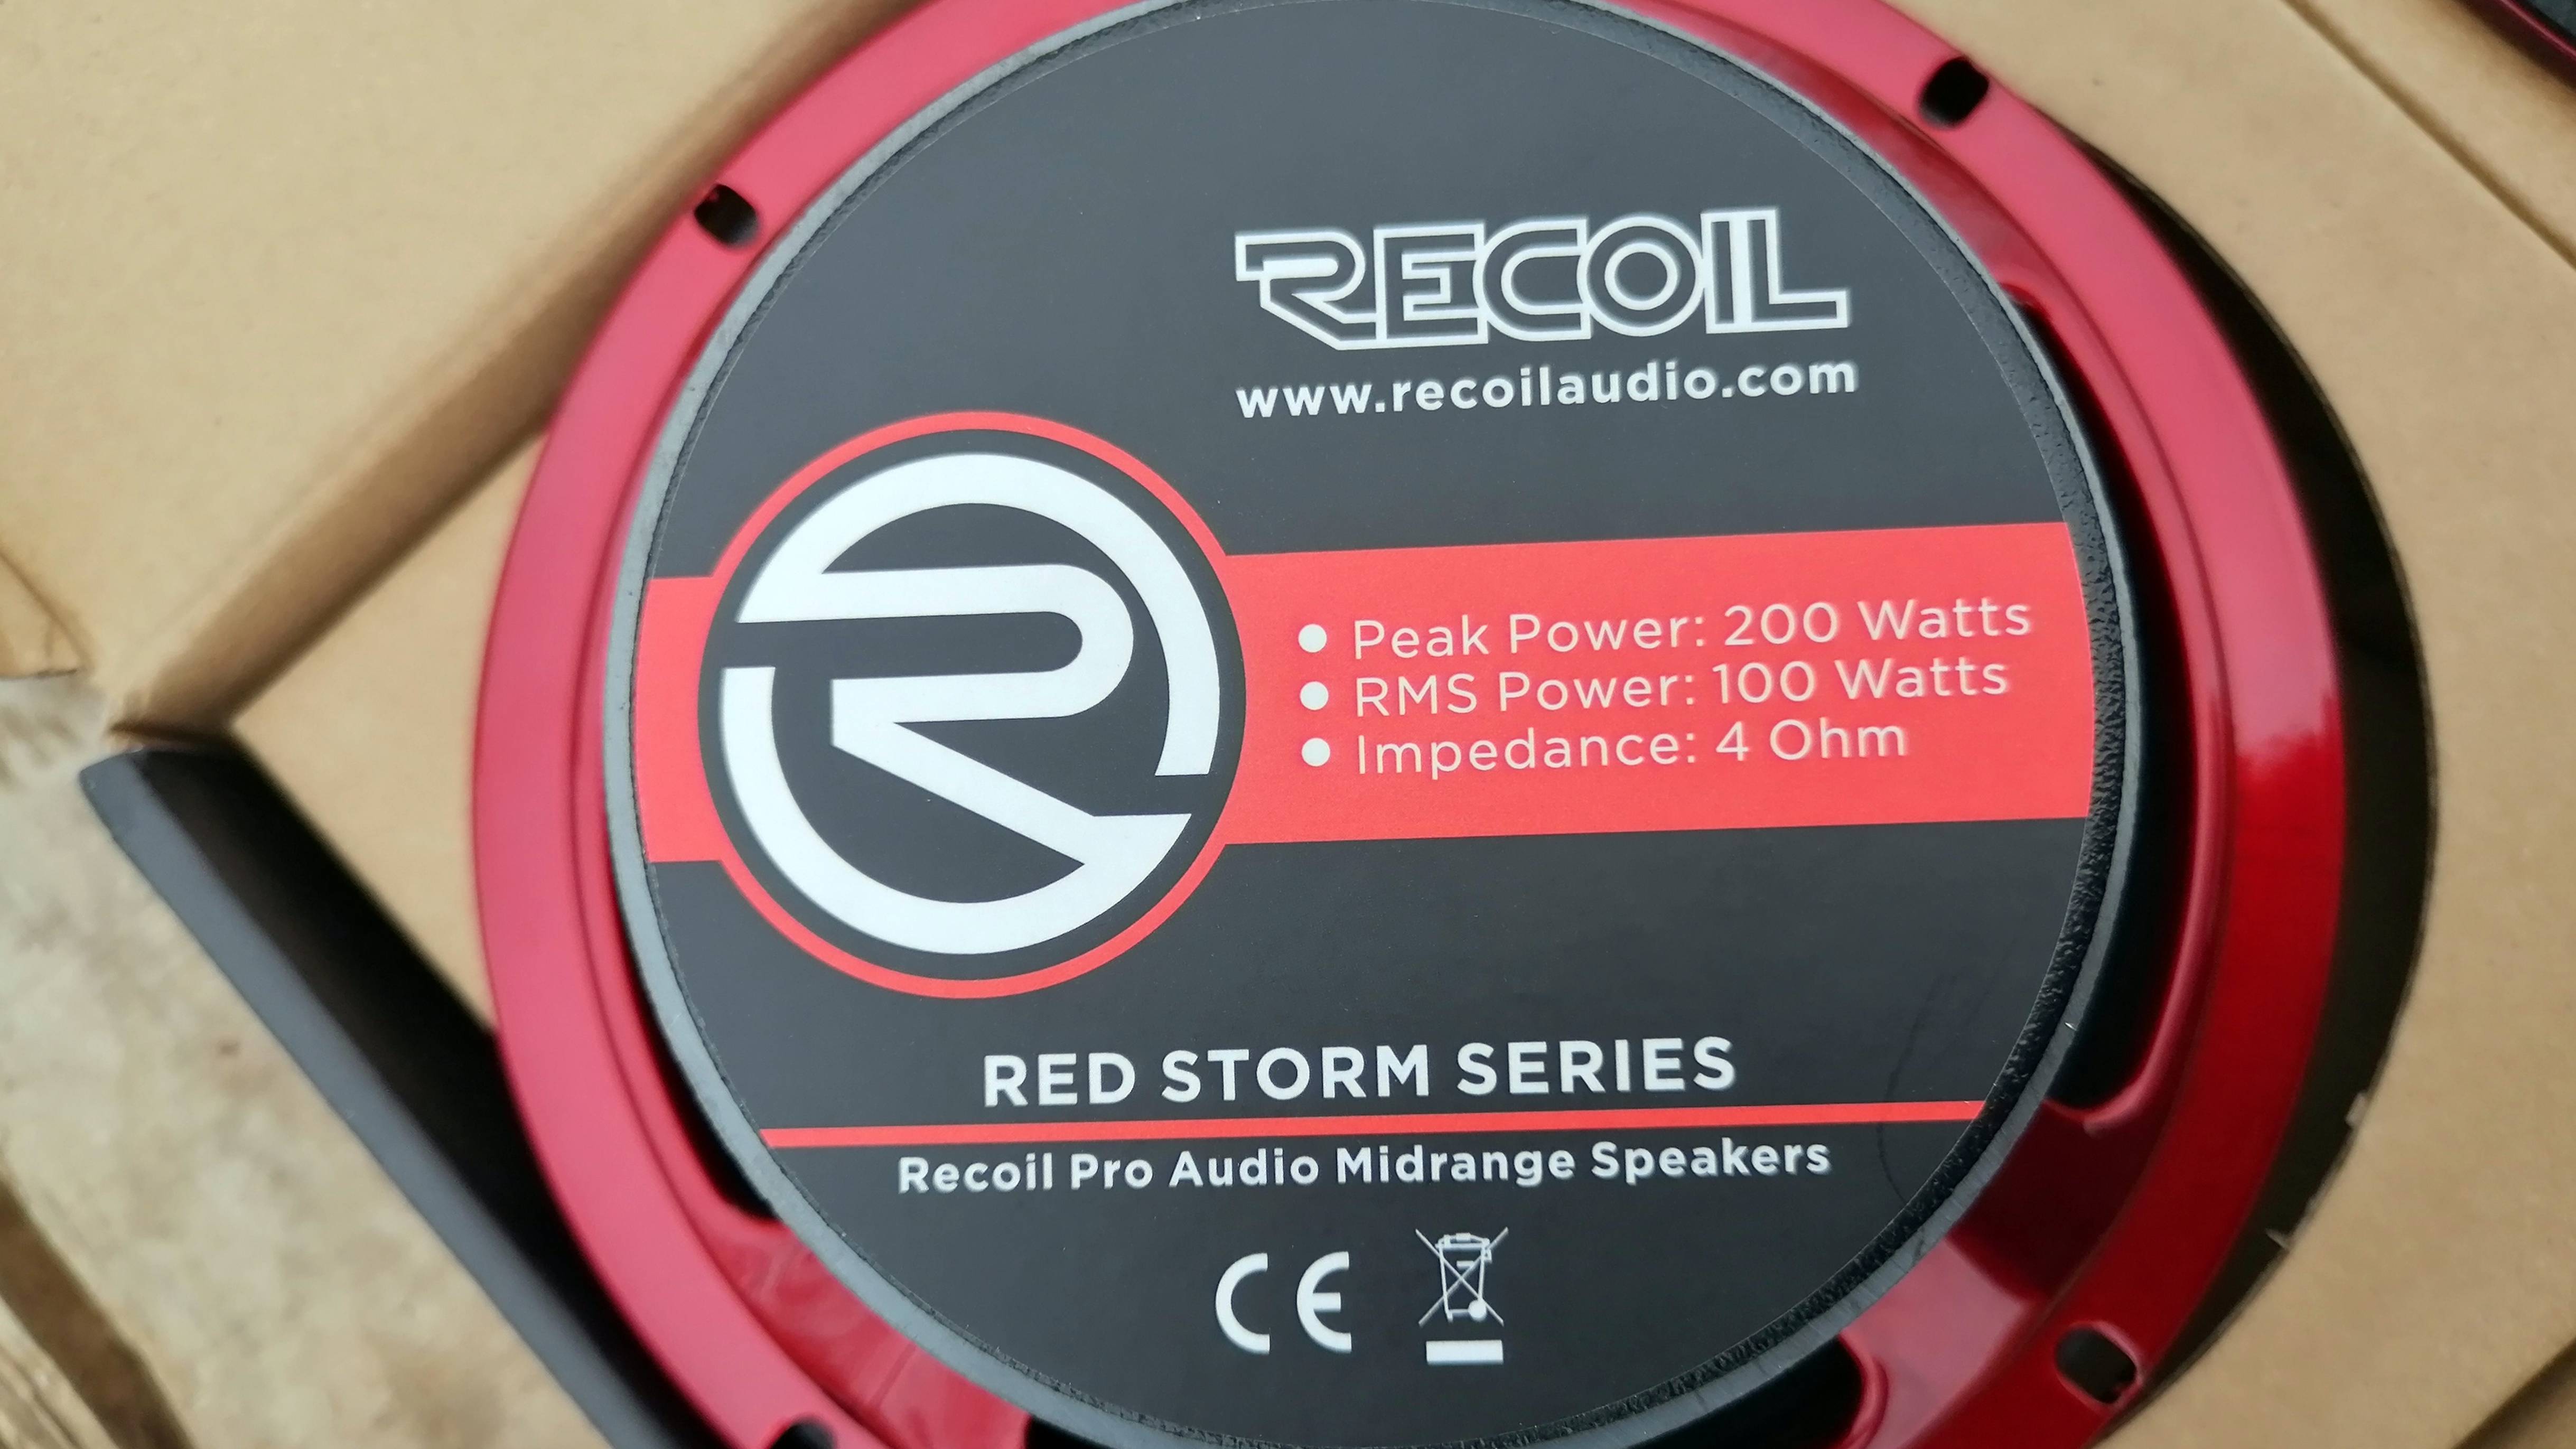 RECOIL
www.recoilaudio.com
R
• Peak Power: 200 Watts
• RMS Power: 100 Watts
• Impedance: 4 Ohm
RED STORM SERIES
Recoil Pro Audio Midrange Speakers
CE